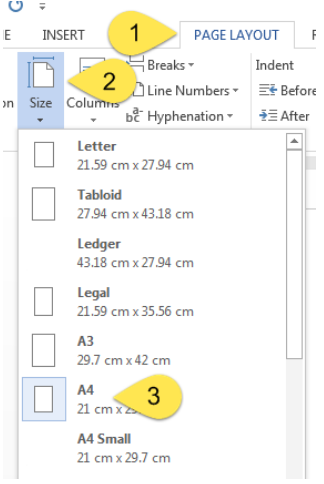 INSERT
1
PAGE LAYOUT
2
Size
Columns
Breaks
Line Numbers
bc Hyphenation
Indent
Before
After
Letter
21.59 cm x 27.94 cm
Tabloid
27.94 cm x 43.18 cm
Ledger
43.18 cm x 27.94 cm
Legal
21.59 cm x 35.56 cm
A3
29.7 cm x 42 cm
A4
21 cm x
3
A4 Small
21 cm x 29.7 cm